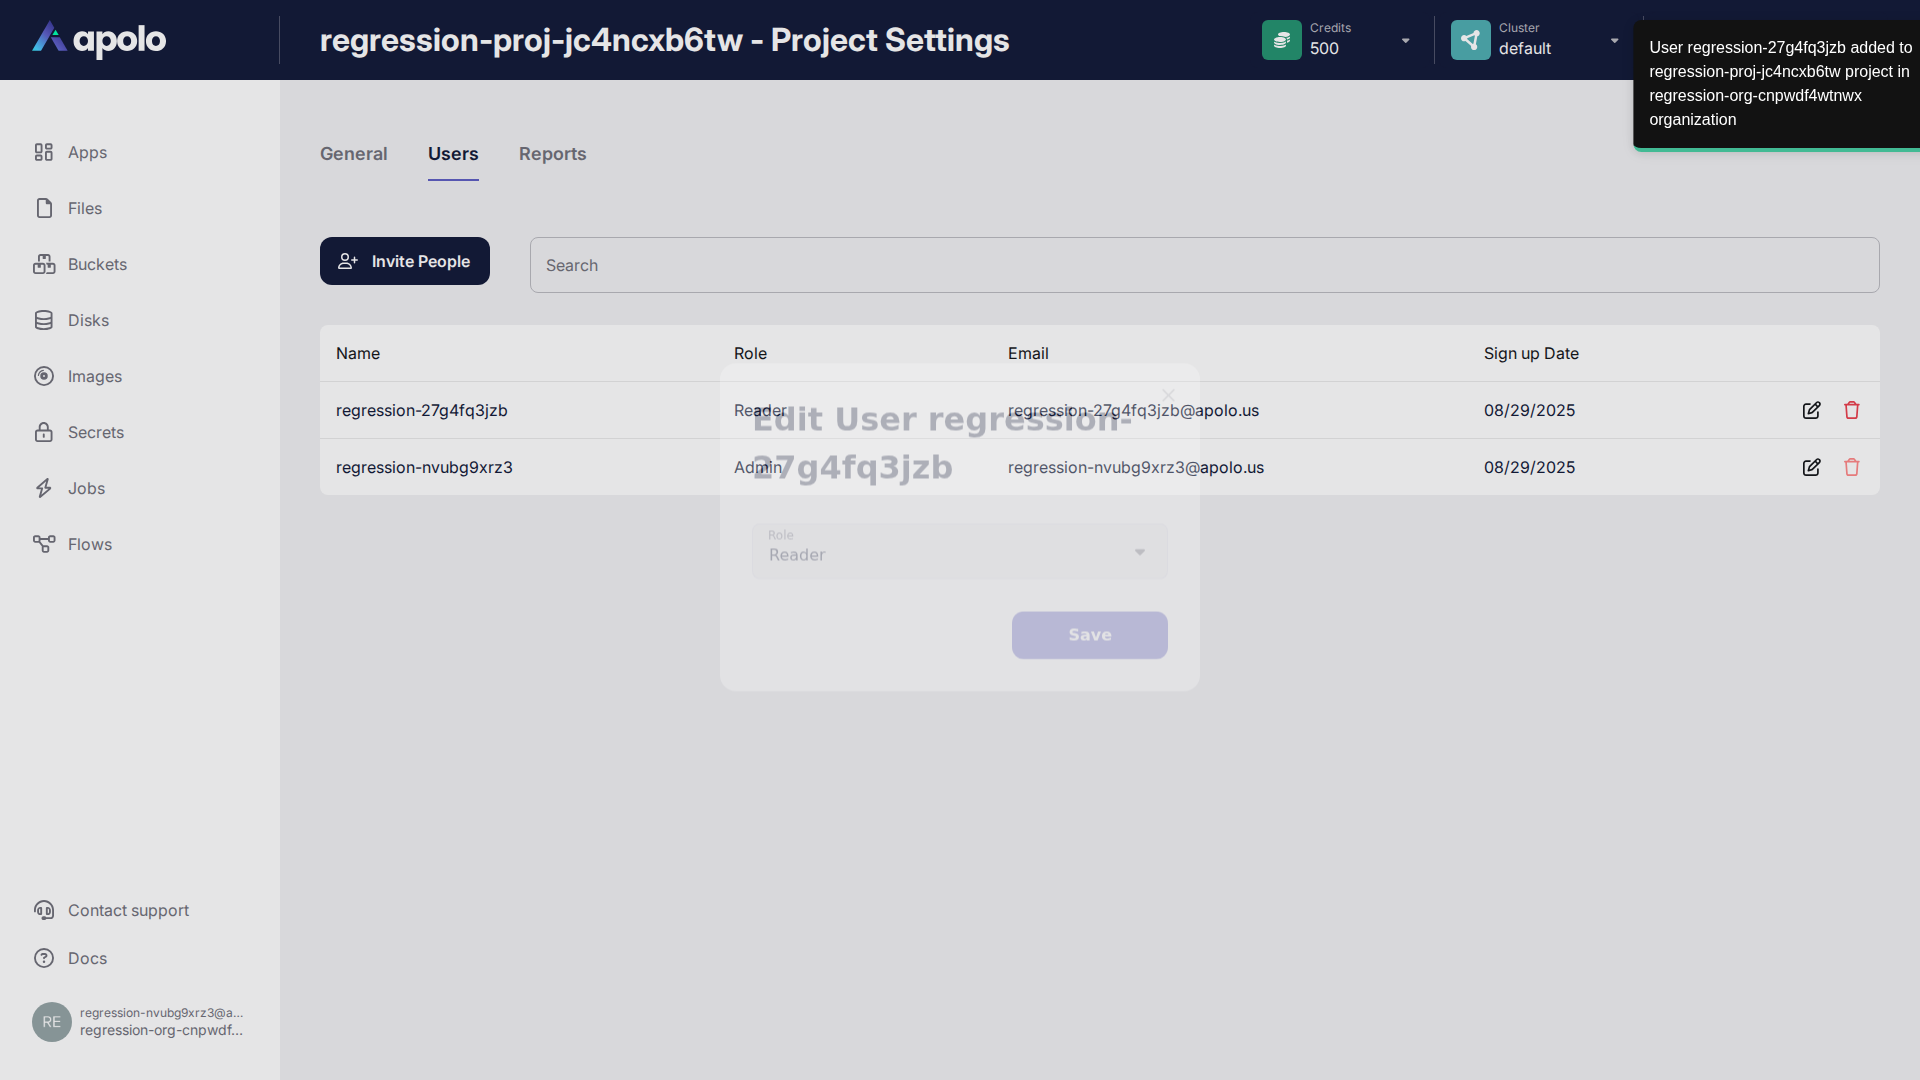 apolo
regression-proj-jc4ncxb6tw - Project Settings
Credits
500
Cluster
default
User regression-27g4fq3jzb added to
regression-proj-jc4ncxb6tw project in
regression-org-cnpwdf4wtnwx
organization
Apps
Files
Buckets
Disks
Images
Secrets
Jobs
Flows
Contact support
Docs
RE
regression-nvubg9xrz3@a...
regression-org-cnpwdf...
General
Users
Reports
Invite People
Search
Name
Role
Email
Sign up Date
regression-27g4fq3jzb
Reader
regression-27g4fq3jzb@apolo.us
08/29/2025
regression-nvubg9xrz3
Admin
regression-nvubg9xrz3@apolo.us
08/29/2025
Edit User regression-
27g4fq3jzb
Role
Reader
Save